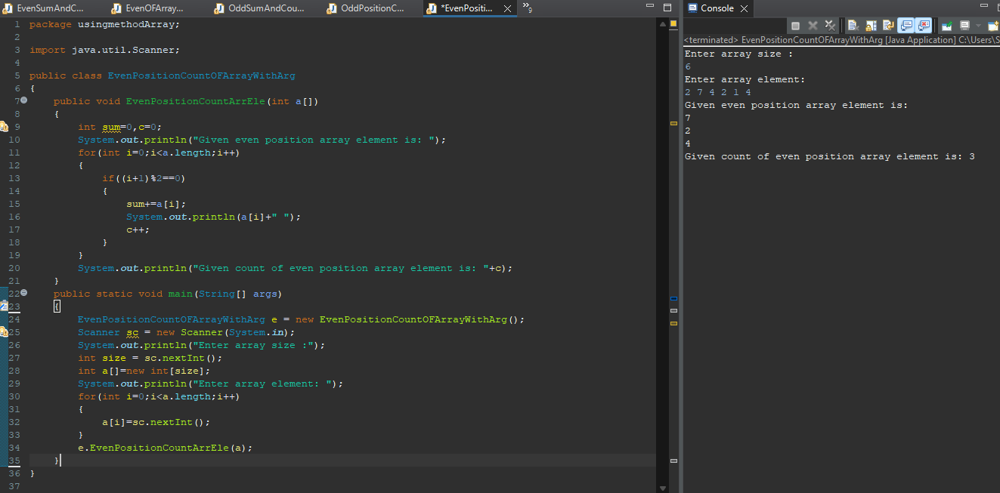 EvenSumAndC... EvenOFArray... OddSumAndCou... OddPositionC... *EvenPositi... »9
1 package usingmethodArray;
2
3 import java.util.Scanner;
4
5 public class EvenPositionCountOFArrayWithArg
6 {
7 public void EvenPositionCountArrEle(int a[])
8 {
9 int sum=0,c=0;
10 System.out.println("Given even position array element is: ");
11 for(int i=0;i<a.length;i++)
12 {
13 if((i+1)%2==0)
14 {
15 sum+=a[i];
16 System.out.println(a[i]+" ");
17 c++;
18 }
19 }
20 System.out.println("Given count of even position array element is: "+c);
21 }
22 public static void main(String[] args)
23 {
24 EvenPositionCountOFArrayWithArg e = new EvenPositionCountOFArrayWithArg();
25 Scanner sc = new Scanner(System.in);
26 System.out.println("Enter array size :");
27 int size = sc.nextInt();
28 int a[]=new int[size];
29 System.out.println("Enter array element: ");
30 for(int i=0;i<a.length;i++)
31 {
32 a[i]=sc.nextInt();
33 }
34 e.EvenPositionCountArrEle(a);
35 }
36 }
37
Console
<terminated> EvenPositionCountOFArrayWithArg [Java Application] C:\Users\S
Enter array size :
6
Enter array element:
2 7 4 2 1 4
Given even position array element is:
7
2
4
Given count of even position array element is: 3